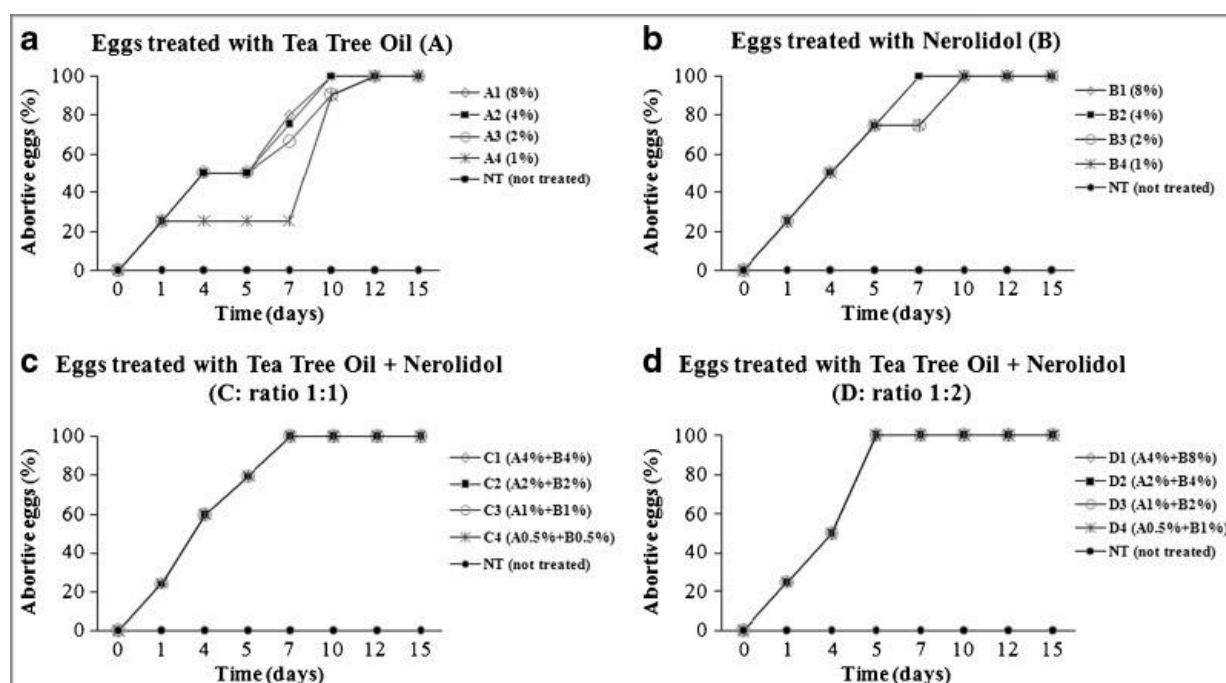 a Eggs treated with Tea Tree Oil (A)
Abortive eggs (%)
100
80
60
40
20
0
0 1 4 5 7 10 12 15
Time (days)
A1 (8%)
A2 (4%)
A3 (2%)
A4 (1%)
NT (not treated)
b Eggs treated with Nerolidol (B)
Abortive eggs (%)
100
80
60
40
20
0
0 1 4 5 7 10 12 15
Time (days)
B1 (8%)
B2 (4%)
B3 (2%)
B4 (1%)
NT (not treated)
c Eggs treated with Tea Tree Oil + Nerolidol
(C: ratio 1:1)
Abortive eggs (%)
100
80
60
40
20
0
0 1 4 5 7 10 12 15
Time (days)
C1 (A4%+B4%)
C2 (A2%+B2%)
C3 (A1%+B1%)
C4 (A0.5%+B0.5%)
NT (not treated)
d Eggs treated with Tea Tree Oil + Nerolidol
(D: ratio 1:2)
Abortive eggs (%)
100
80
60
40
20
0
0 1 4 5 7 10 12 15
Time (days)
D1 (A4%+B8%)
D2 (A2%+B4%)
D3 (A1%+B2%)
D4 (A0.5%+B1%)
NT (not treated)